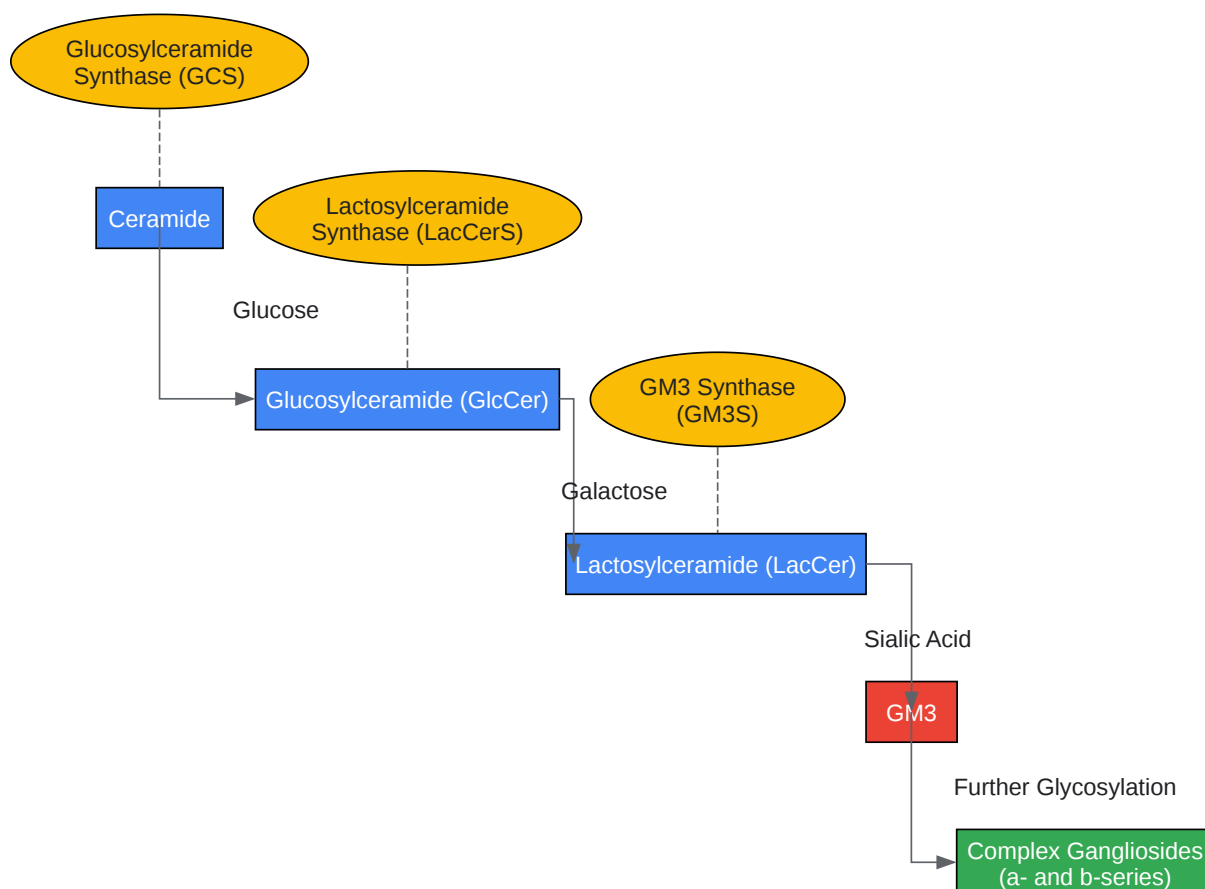 Glucosylceramide
Synthase (GCS)
Ceramide
Lactosylceramide
Synthase (LacCerS)
Glucose
Glucosylceramide (GlcCer)
GM3 Synthase
(GM3S)
Galactose
Lactosylceramide (LacCer)
Sialic Acid
GM3
Further Glycosylation
Complex Gangliosides
(a- and b-series)